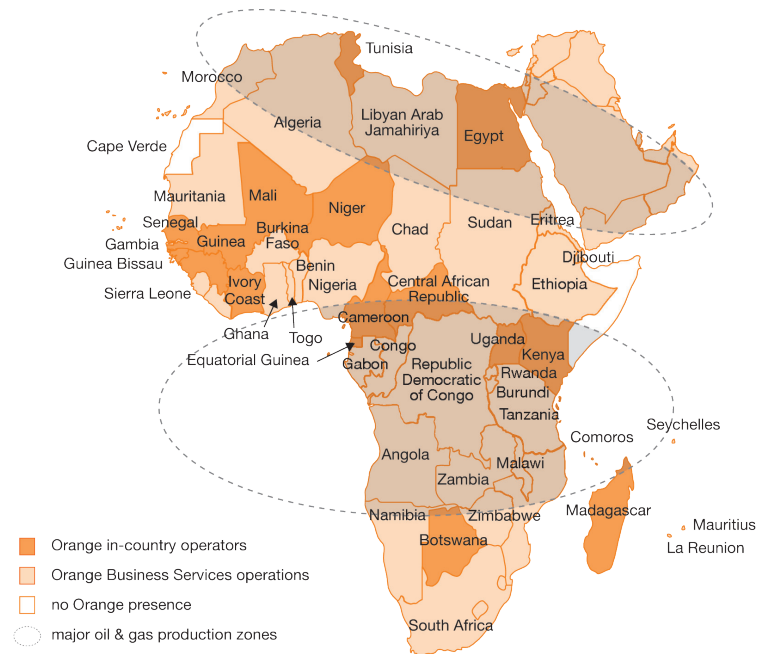 Tunisia
Morocco
Algeria
Libyan Arab
Jamahiriya
Egypt
Cape Verde
Mauritania
Mali
Niger
Chad
Sudan
Eritrea
Senegal
Gambia
Guinea
Burkina
Faso
Guinea Bissau
Djibouti
Benin
Nigeria
Central African
Republic
Ethiopia
Sierra Leone
Ivory
Coast
Ghana
Togo
Cameroon
Equatorial Guinea
Congo
Gabon
Republic
Democratic
of Congo
Uganda
Kenya
Rwanda
Burundi
Tanzania
Seychelles
Comoros
Angola
Malawi
Zambia
Namibia
Zimbabwe
Madagascar
Mauritius
La Reunion
Botswana
South Africa
Orange in-country operators
Orange Business Services operations
no Orange presence
major oil & gas production zones